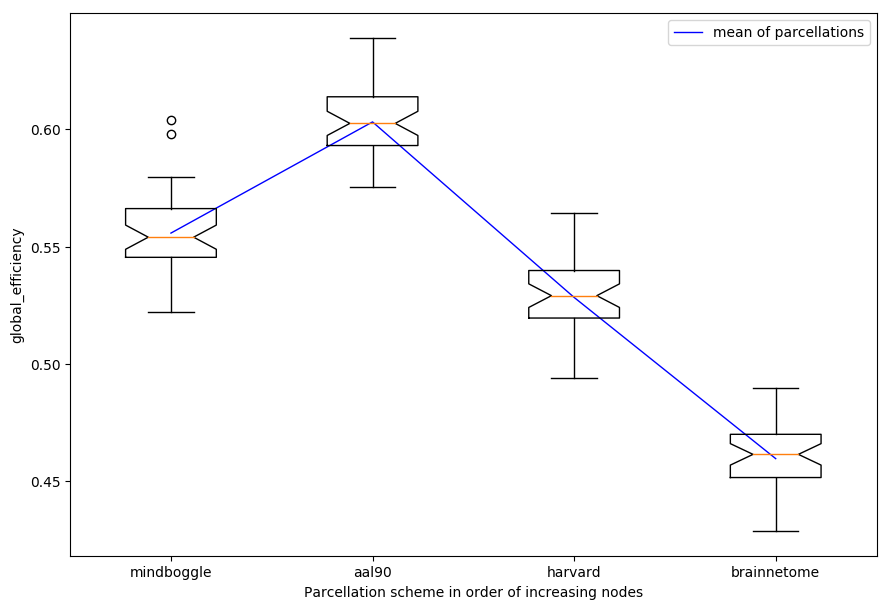 mean of parcellations
0.60
0.55
0.50
0.45
global_efficiency
mindboggle
aal90
harvard
brainnetome
Parcellation scheme in order of increasing nodes